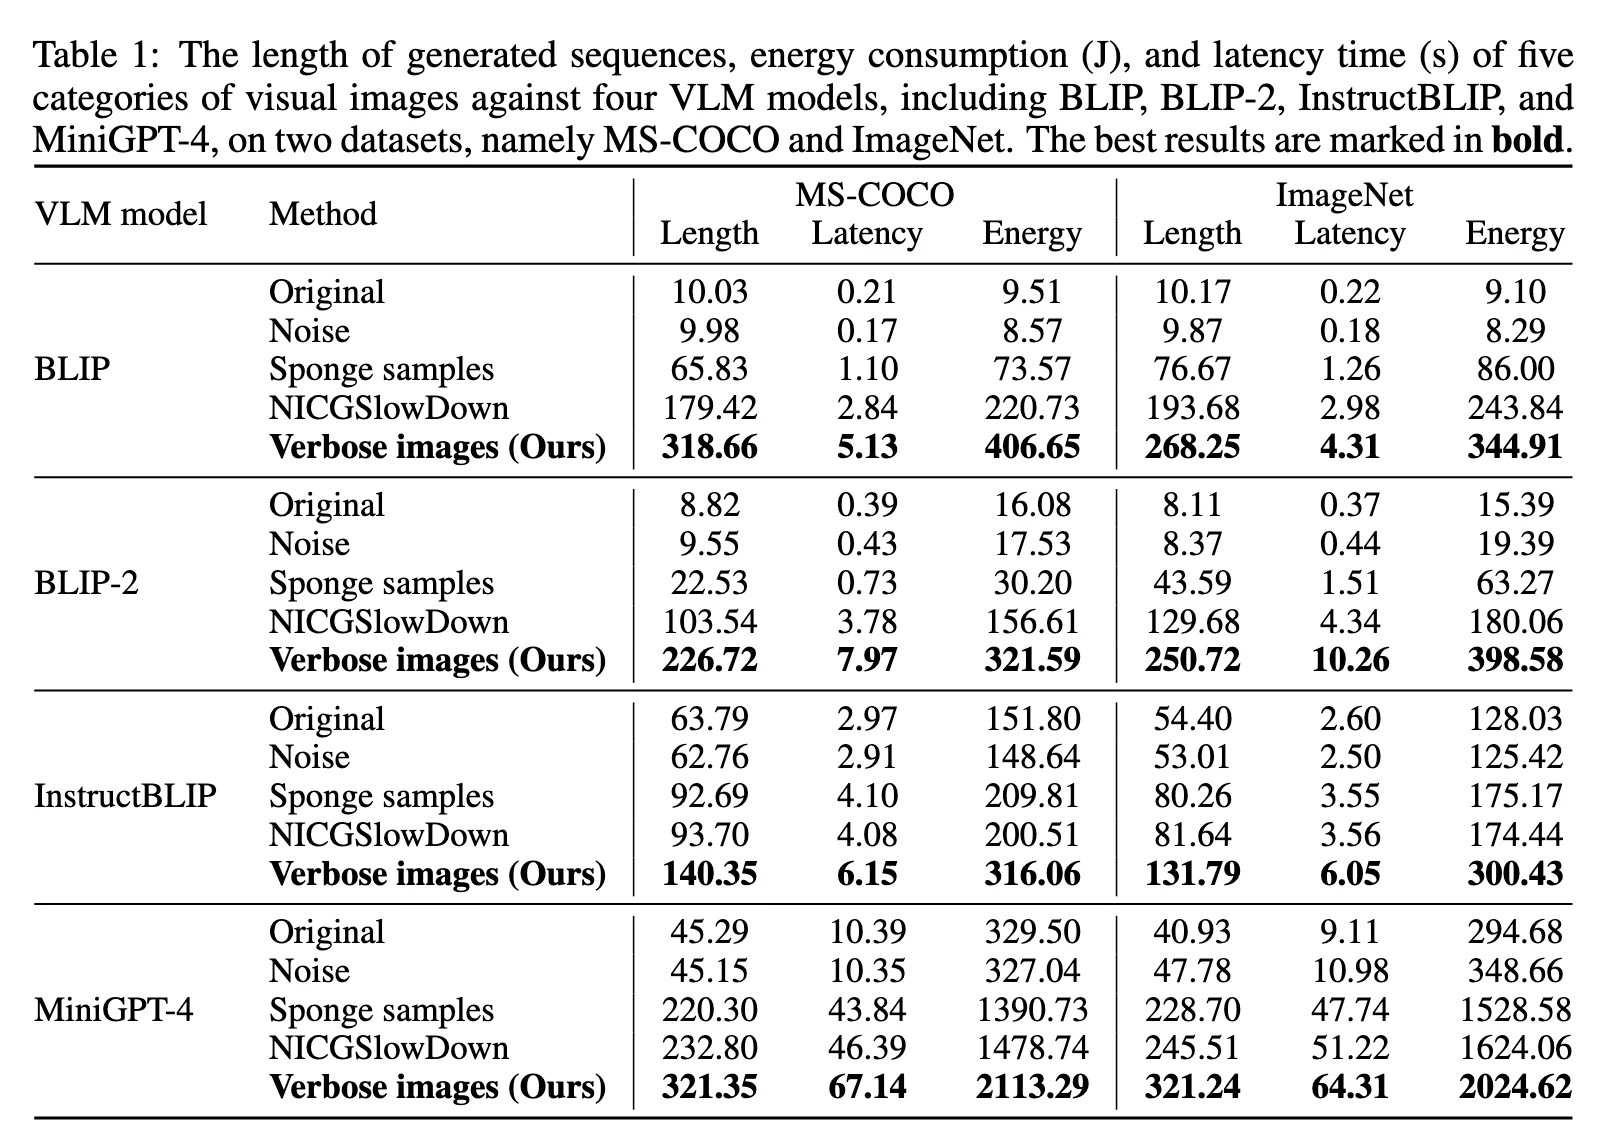 Table 1: The length of generated sequences, energy consumption (J), and latency time (s) of five
categories of visual images against four VLM models, including BLIP, BLIP-2, InstructBLIP, and
MiniGPT-4, on two datasets, namely MS-COCO and ImageNet. The best results are marked in bold.
VLM model Method MS-COCO ImageNet
Length Latency Energy Length Latency Energy
Original 10.03 0.21 9.51 10.17 0.22 9.10
Noise 9.98 0.17 8.57 9.87 0.18 8.29
BLIP Sponge samples 65.83 1.10 73.57 76.67 1.26 86.00
NICGSlowDown 179.42 2.84 220.73 193.68 2.98 243.84
Verbose images (Ours) 318.66 5.13 406.65 268.25 4.31 344.91
Original 8.82 0.39 16.08 8.11 0.37 15.39
Noise 9.55 0.43 17.53 8.37 0.44 19.39
BLIP-2 Sponge samples 22.53 0.73 30.20 43.59 1.51 63.27
NICGSlowDown 103.54 3.78 156.61 129.68 4.34 180.06
Verbose images (Ours) 226.72 7.97 321.59 250.72 10.26 398.58
Original 63.79 2.97 151.80 54.40 2.60 128.03
Noise 62.76 2.91 148.64 53.01 2.50 125.42
InstructBLIP Sponge samples 92.69 4.10 209.81 80.26 3.55 175.17
NICGSlowDown 93.70 4.08 200.51 81.64 3.56 174.44
Verbose images (Ours) 140.35 6.15 316.06 131.79 6.05 300.43
Original 45.29 10.39 329.50 40.93 9.11 294.68
Noise 45.15 10.35 327.04 47.78 10.98 348.66
MiniGPT-4 Sponge samples 220.30 43.84 1390.73 228.70 47.74 1528.58
NICGSlowDown 232.80 46.39 1478.74 245.51 51.22 1624.06
Verbose images (Ours) 321.35 67.14 2113.29 321.24 64.31 2024.62